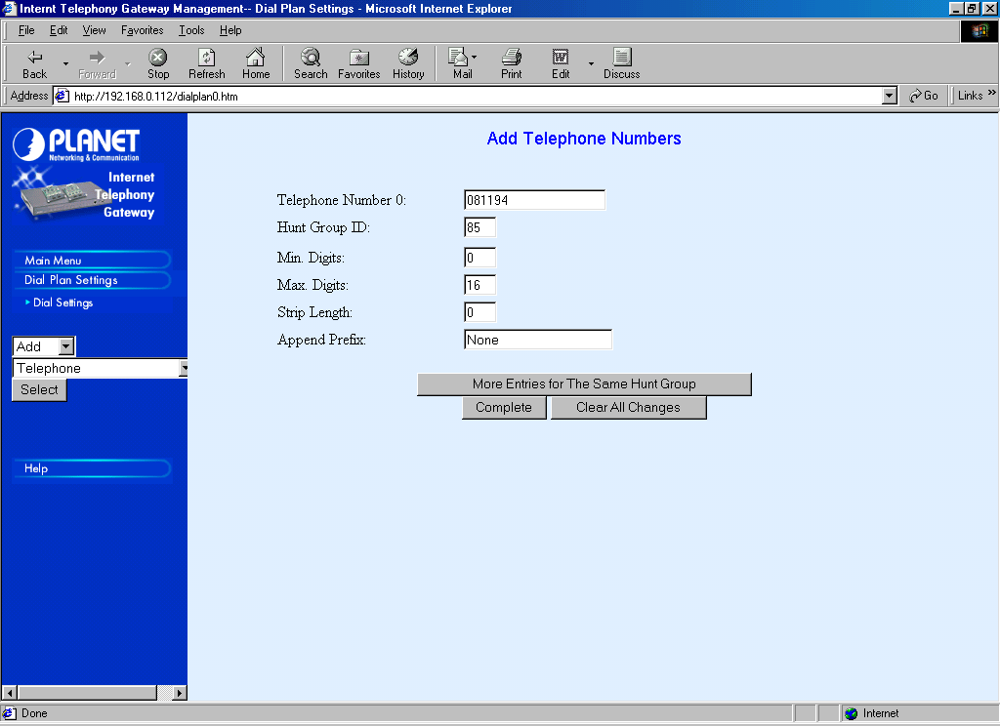 Internt Telephony Gateway Management-- Dial Plan Settings - Microsoft Internet Explorer
File Edit View Favorites Tools Help
Back Forward Stop Refresh Home Search Favorites History Mail Print Edit Discuss
Address http://192.168.0.112/dialplan0.htm Go Links »
PLANET
Networking & Communication
Internet
Telephony
Gateway
Main Menu
Dial Plan Settings
Dial Settings
Add
Telephone
Select
Help
Add Telephone Numbers
Telephone Number 0: 081194
Hunt Group ID: 85
Min. Digits: 0
Max. Digits: 16
Strip Length: 0
Append Prefix: None
More Entries for The Same Hunt Group
Complete Clear All Changes
Done Internet